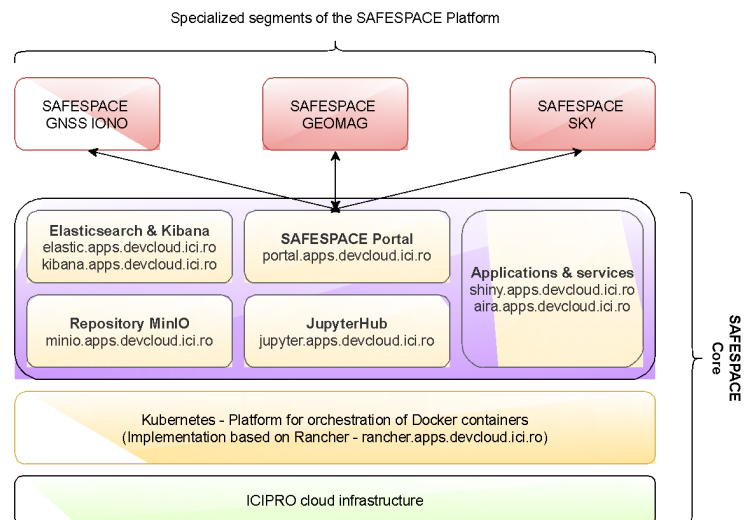 Specialized segments of the SAFESPACE Platform
SAFESPACE
GNSS IONO
SAFESPACE
GEOMAG
SAFESPACE
SKY
Elasticsearch & Kibana
elastic.apps.devcloud.ici.ro
kibana.apps.devcloud.ici.ro
SAFESPACE Portal
portal.apps.devcloud.ici.ro
Applications & services
shiny.apps.devcloud.ici.ro
aira.apps.devcloud.ici.ro
Repository MinIO
minio.apps.devcloud.ici.ro
JupyterHub
jupyter.apps.devcloud.ici.ro
SAFESPACE
Core
Kubernetes - Platform for orchestration of Docker containers
(Implementation based on Rancher - rancher.apps.devcloud.ici.ro)
ICIPRO cloud infrastructure